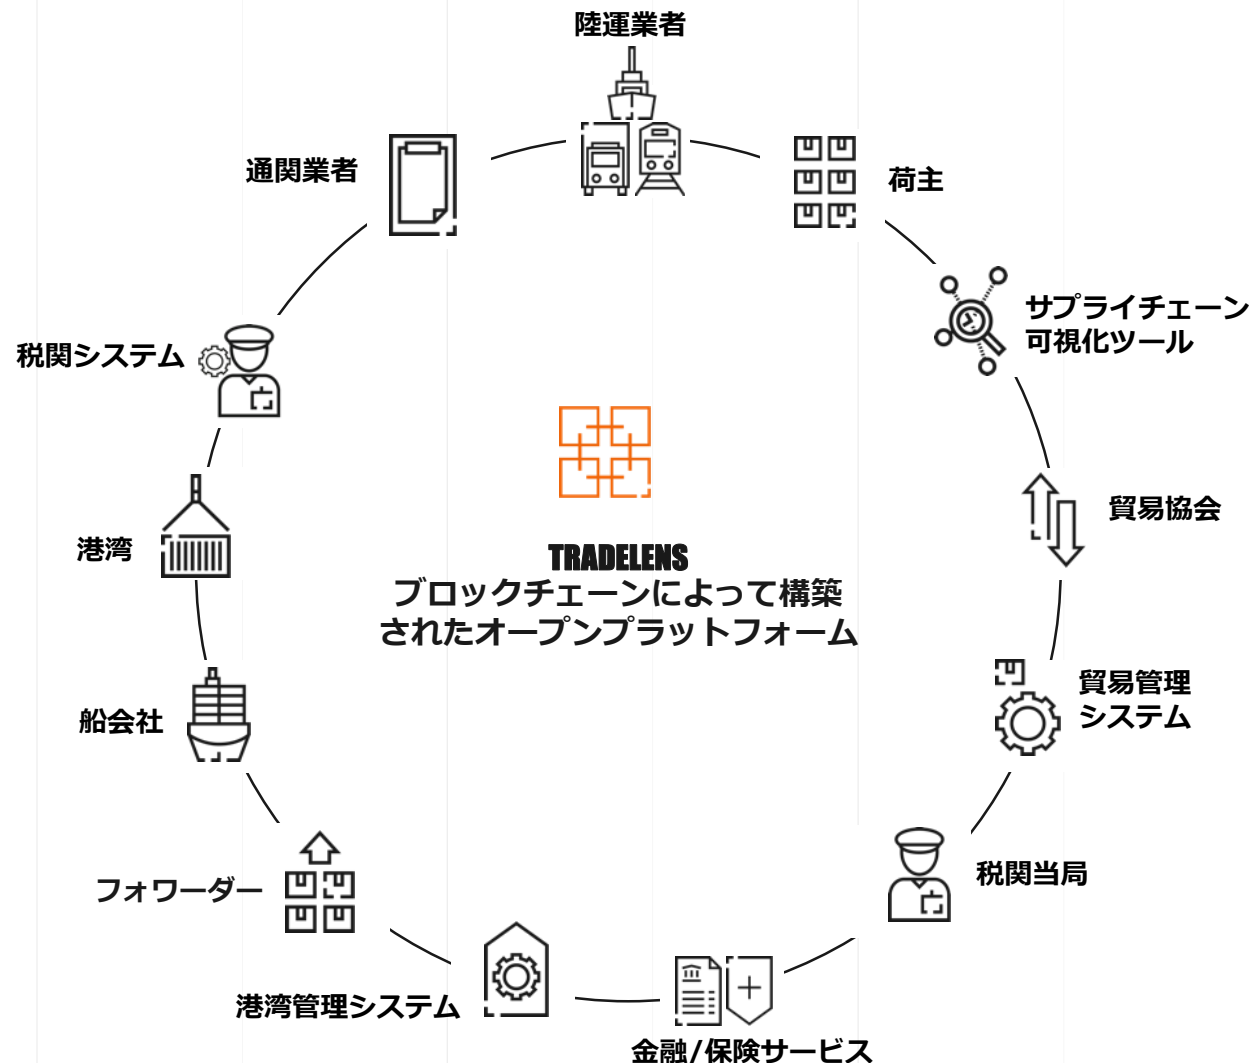 陸運業者
通関業者
荷主
サプライチェーン
可視化ツール
税関システム
貿易協会
港湾
TRADELENS
ブロックチェーンによって構築
されたオープンプラットフォーム
貿易管理
システム
船会社
税関当局
フォワーダー
港湾管理システム
金融/保険サービス